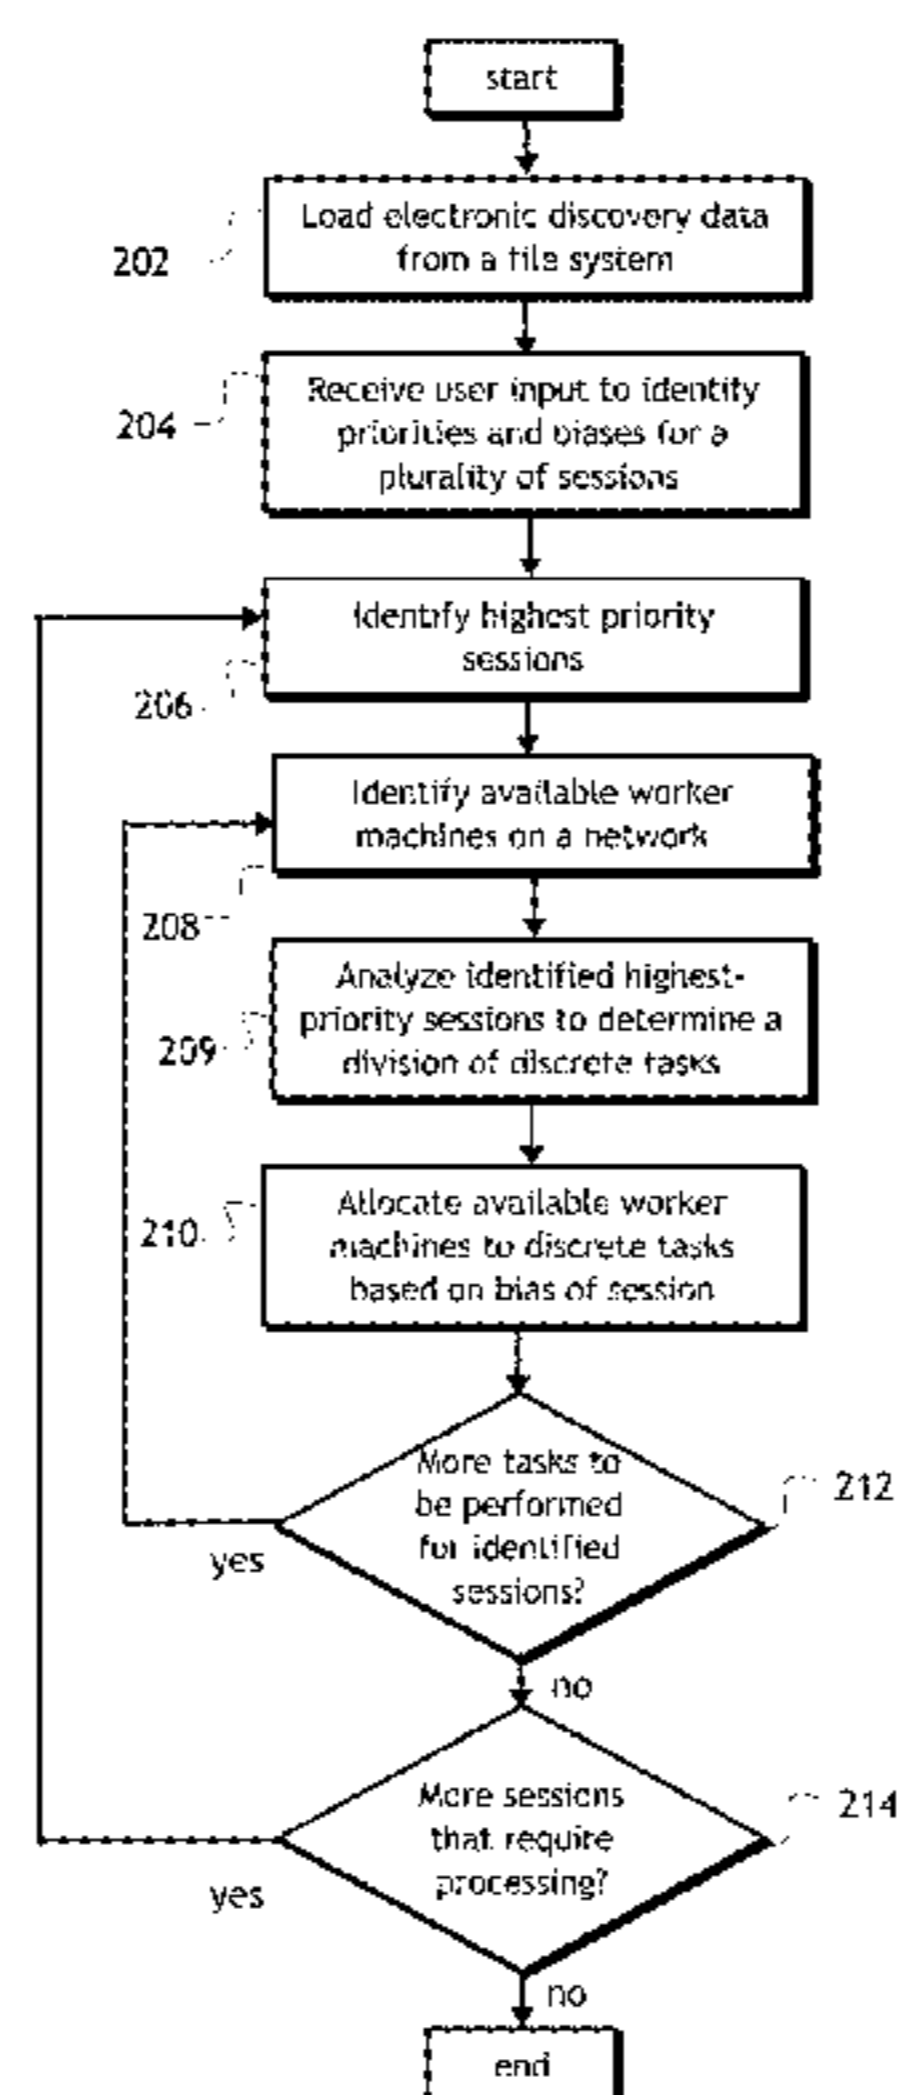 start
Load electronic discovery data
from a file system
202
Receive user input to identify
priorities and biases for a
plurality of sessions
204
Identify highest priority
sessions
206
Identify available worker
machines on a network
208
Analyze identified highest-
priority sessions to determine a
division of discrete tasks
209
Allocate available worker
machines to discrete tasks
based on bias of session
210
More tasks to
be performed
for identified
sessions?
212
yes
no
More sessions
that require
processing?
214
yes
no
end